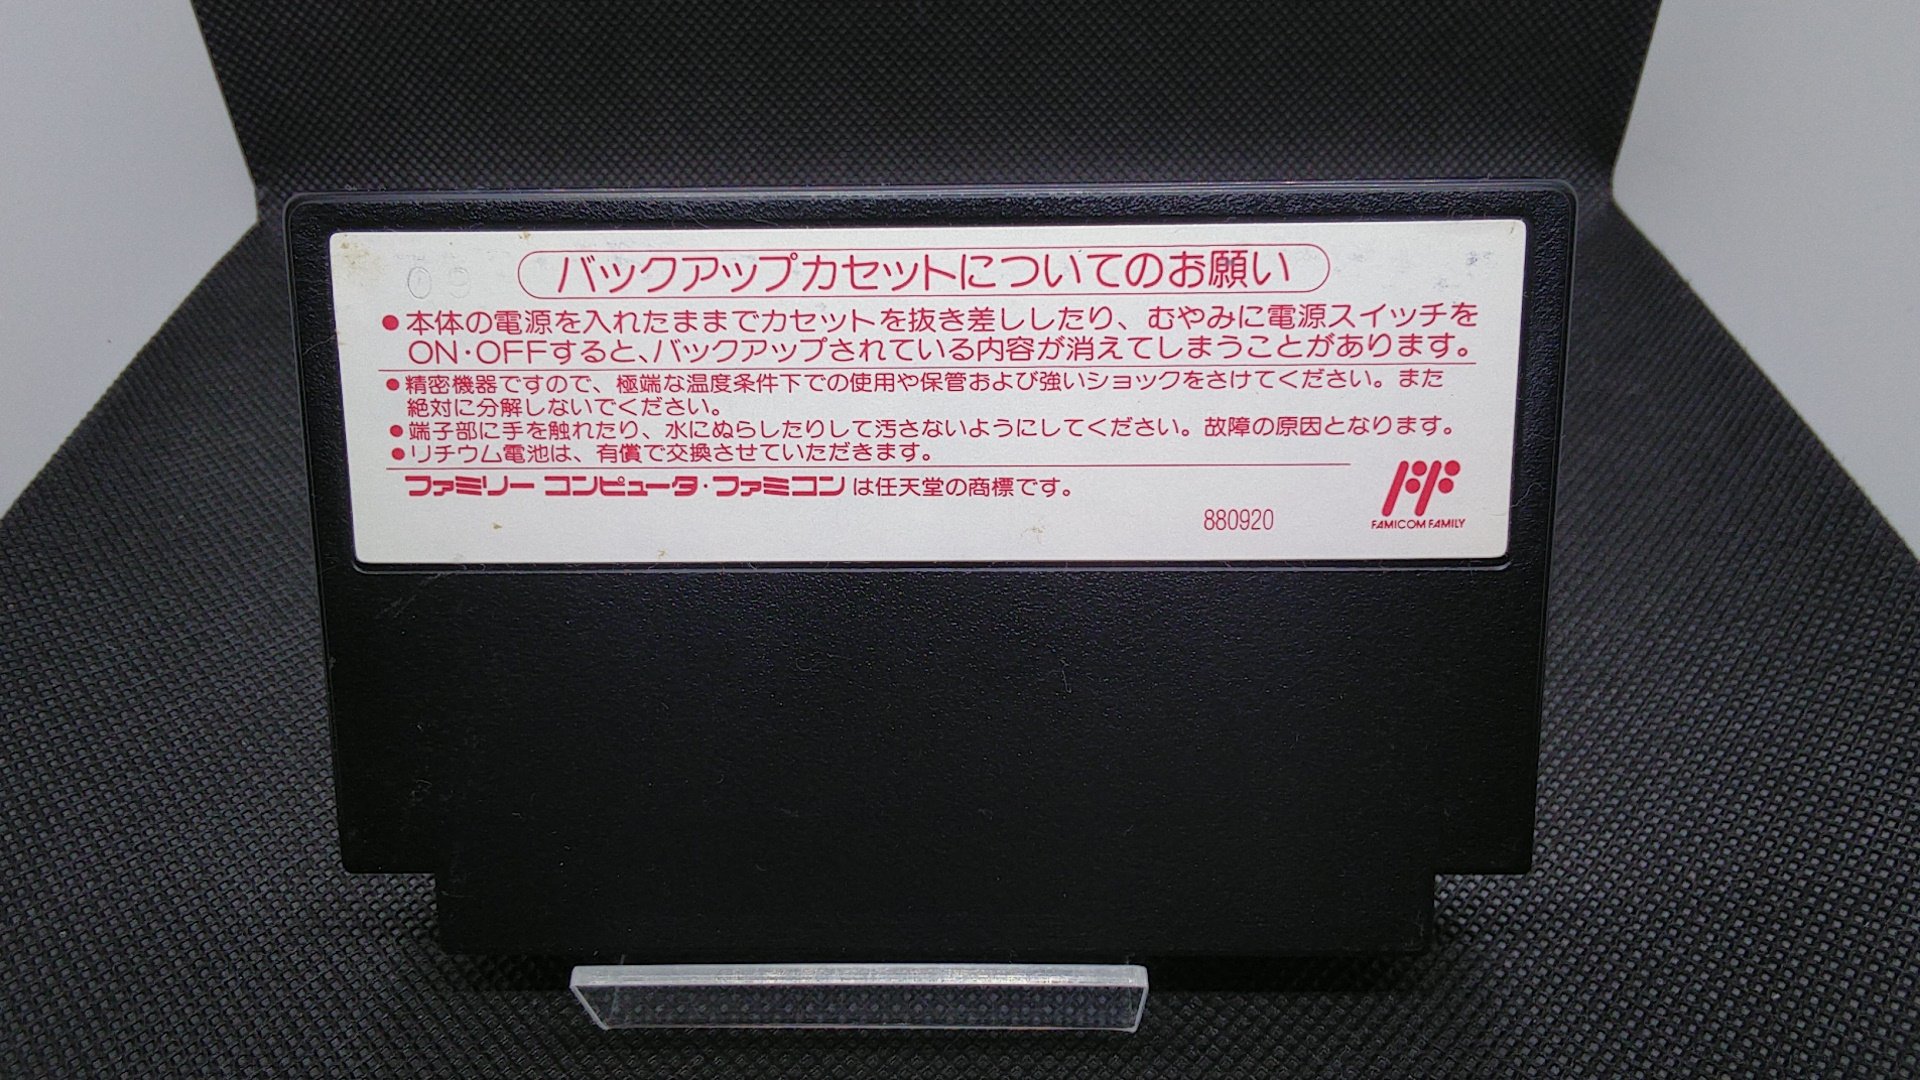 09
バックアップカセットについてのお願い
●本体の電源を入れたままでカセットを抜き差ししたり、むやみに電源スイッチを
ON・OFFすると、バックアップされている内容が消えてしまうことがあります。
●精密機器ですので、極端な温度条件下での使用や保管および強いショックをさけてください。また
絶対に分解しないでください。
●端子部に手を触れたり、水にぬらしたりして汚さないようにしてください。故障の原因となります。
●リチウム電池は、有償で交換させていただきます。
ファミリーコンピュータ・ファミコンは任天堂の商標です。
880920
FAMICOM FAMILY